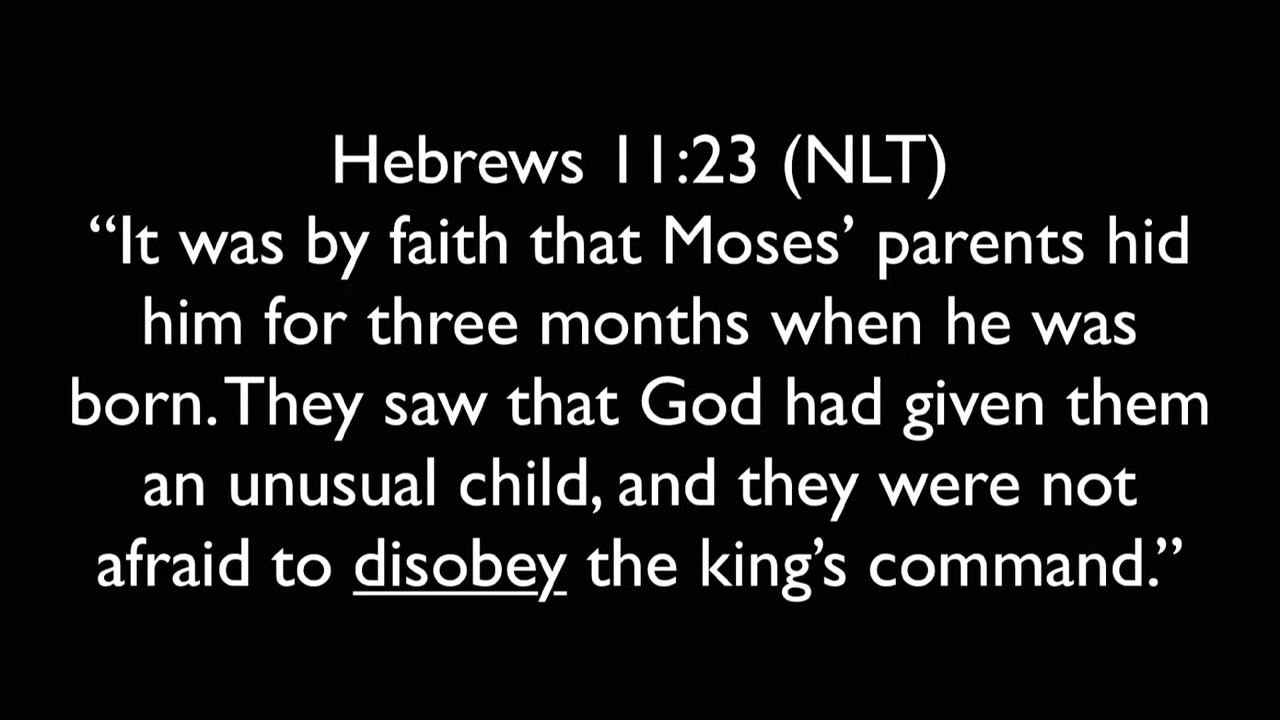 Hebrews 11:23 (NLT)
“It was by faith that Moses’ parents hid
him for three months when he was
born. They saw that God had given them
an unusual child, and they were not
afraid to disobey the king’s command.”